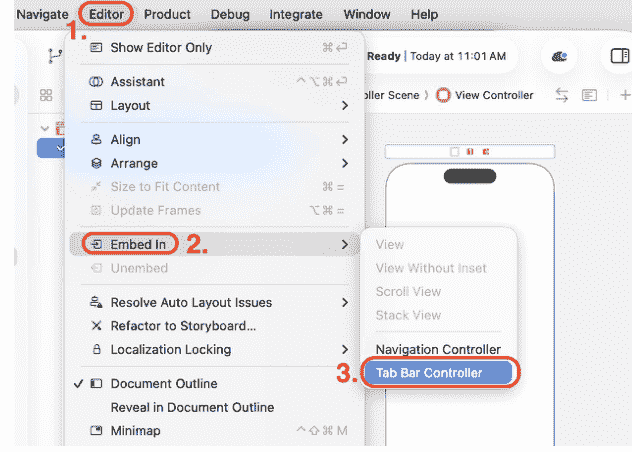 Navigate Editor Product Debug Integrate Window Help
1.
Show Editor Only ⌘↩
Ready | Today at 11:01 AM
Assistant ^⌥⌘↩
Layout >
ller Scene 〉 View Controller
Align >
Arrange >
Size to Fit Content ⌘ =
Update Frames ⌥⌘ =
Embed In 2. >
Unembed
View
View Without Inset
Scroll View
Stack View
Resolve Auto Layout Issues >
Refactor to Storyboard...
Localization Locking >
Navigation Controller
3. Tab Bar Controller
✓ Document Outline
Reveal in Document Outline
Minimap ^⇧⌘ M